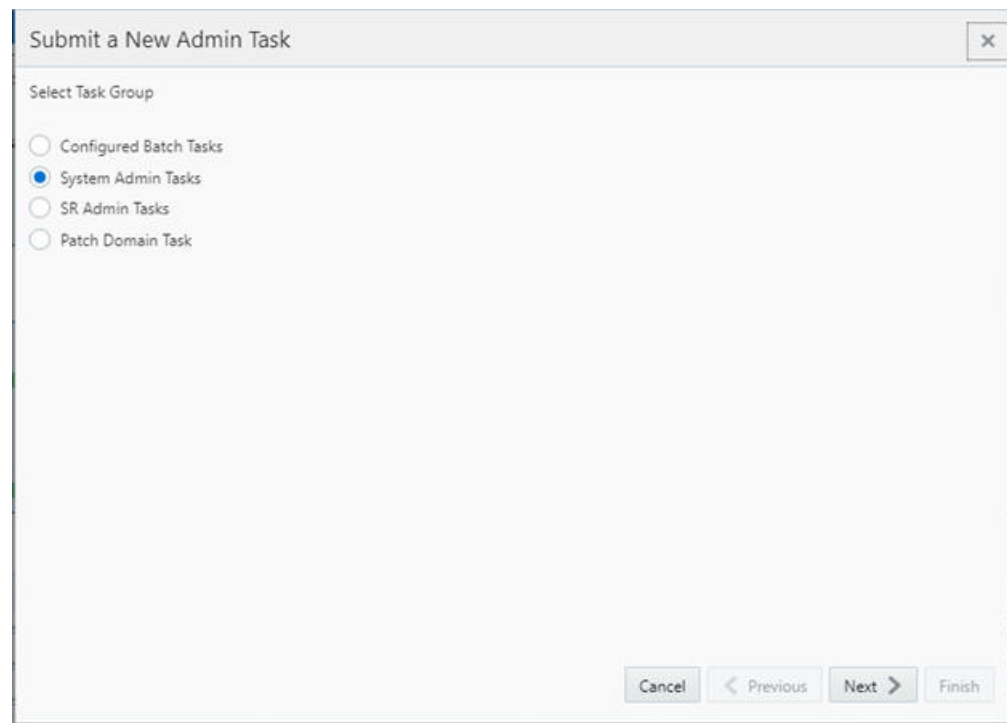 Submit a New Admin Task
Select Task Group
Configured Batch Tasks
System Admin Tasks
SR Admin Tasks
Patch Domain Task
Cancel Previous Next Finish